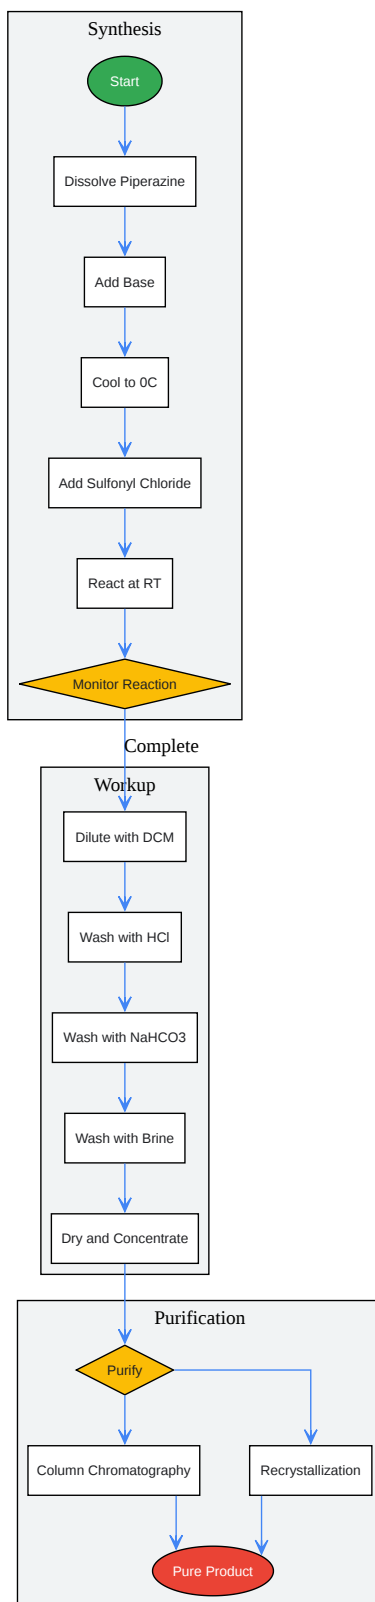 Synthesis
Start
Dissolve Piperazine
Add Base
Cool to 0C
Add Sulfonyl Chloride
React at RT
Monitor Reaction
Complete
Workup
Dilute with DCM
Wash with HCl
Wash with NaHCO3
Wash with Brine
Dry and Concentrate
Purification
Purify
Column Chromatography
Recrystallization
Pure Product